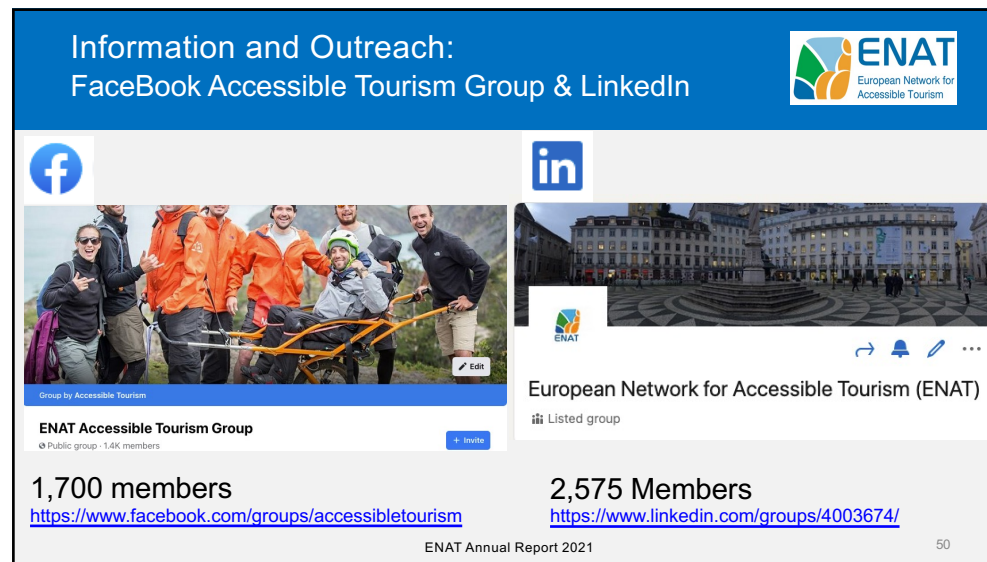 Information and Outreach:
FaceBook Accessible Tourism Group & LinkedIn
ENAT
European Network for
Accessible Tourism
f
in
Edit
Group by Accessible Tourism
ENAT Accessible Tourism Group
Public group · 1.4K members
+ Invite
ENAT
European Network for Accessible Tourism (ENAT)
Listed group
1,700 members
https://www.facebook.com/groups/accessibletourism
2,575 Members
https://www.linkedin.com/groups/4003674/
ENAT Annual Report 2021
50